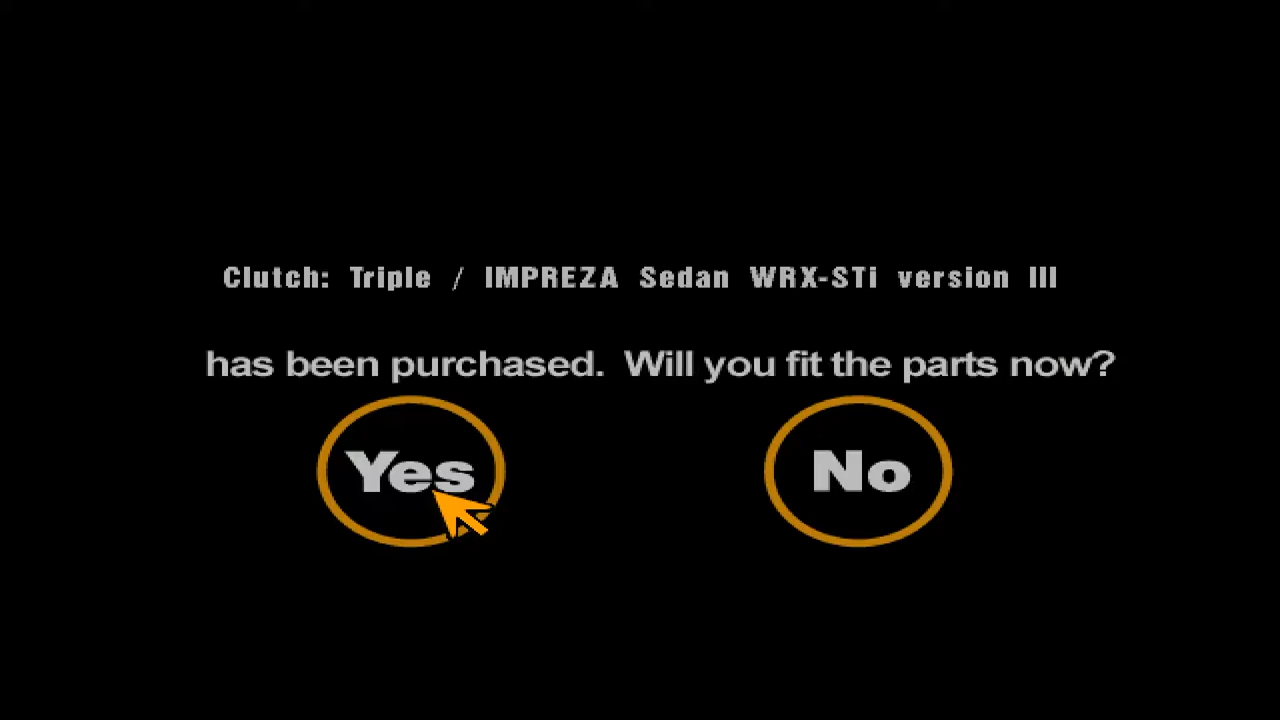 Clutch: Triple / IMPREZA Sedan WRX-STi version III
has been purchased. Will you fit the parts now?
Yes No